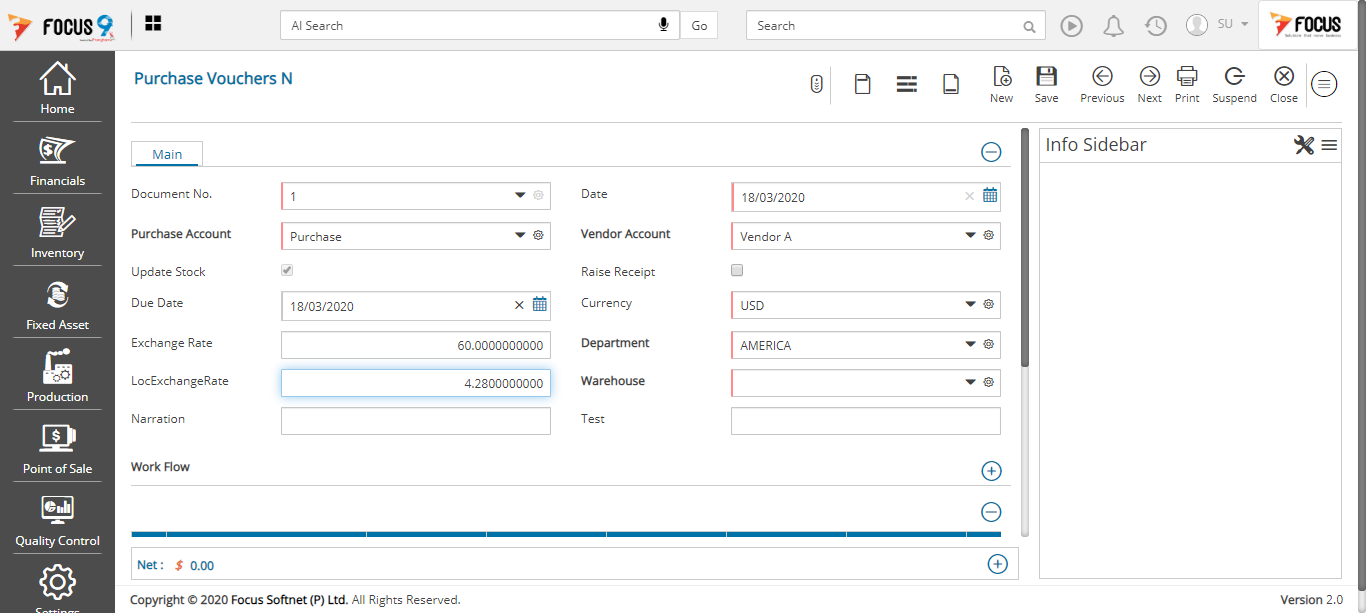 FOCUS 9
AI Search
Go
Search
SU
FOCUS
Home
Financials
Inventory
Fixed Asset
Production
Point of Sale
Quality Control
Settings
Purchase Vouchers N
New
Save
Previous
Next
Print
Suspend
Close
Main
Document No. 1
Date 18/03/2020
Purchase Account Purchase
Vendor Account Vendor A
Update Stock
Raise Receipt
Due Date 18/03/2020
Currency USD
Exchange Rate 60.0000000000
Department AMERICA
LocExchangeRate 4.2800000000
Warehouse
Narration
Test
Work Flow
Net : $ 0.00
Info Sidebar
Copyright © 2020 Focus Softnet (P) Ltd. All Rights Reserved.
Version 2.0